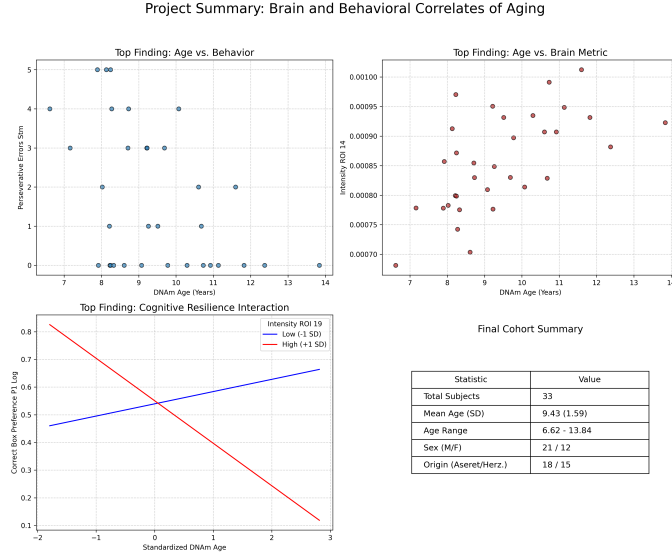 Project Summary: Brain and Behavioral Correlates of Aging
Top Finding: Age vs. Behavior
5
4
3
2
1
0
Perseverative Errors Stm
7 8 9 10 11 12 13 14
DNAm Age (Years)
Top Finding: Age vs. Brain Metric
0.00100
0.00095
0.00090
0.00085
0.00080
0.00075
0.00070
Intensity ROI 14
7 8 9 10 11 12 13 14
DNAm Age (Years)
Top Finding: Cognitive Resilience Interaction
Intensity ROI 19
Low (-1 SD)
High (+1 SD)
0.8
0.7
0.6
0.5
0.4
0.3
0.2
0.1
Correct Box Preference P1 Log
−2 −1 0 1 2 3
Standardized DNAm Age
Final Cohort Summary
Statistic Value
Total Subjects 33
Mean Age (SD) 9.43 (1.59)
Age Range 6.62 - 13.84
Sex (M/F) 21 / 12
Origin (Aseret/Herz.) 18 / 15